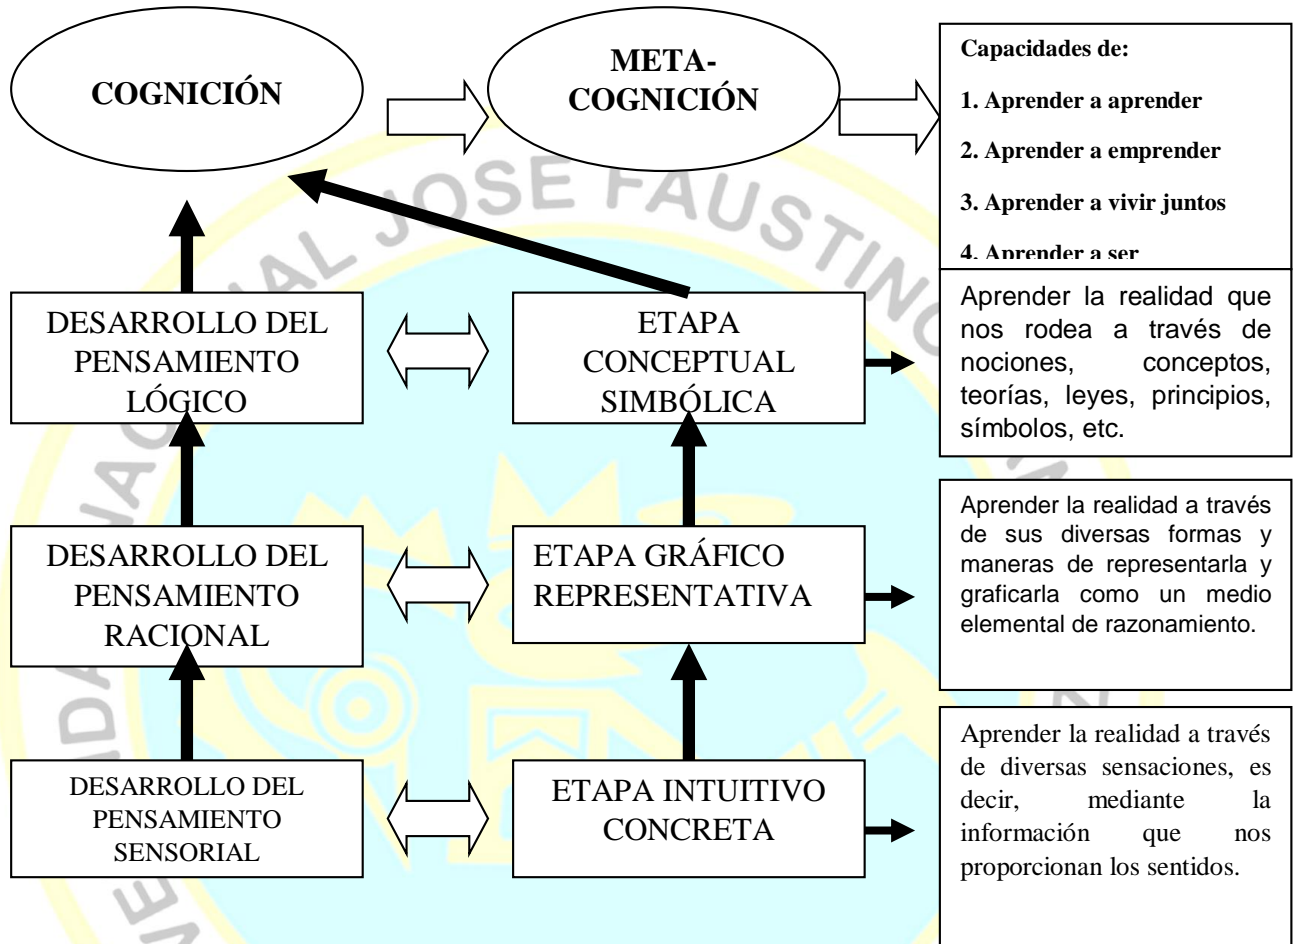 COGNICIÓN
META-
COGNICIÓN
Capacidades de:
1. Aprender a aprender
2. Aprender a emprender
3. Aprender a vivir juntos
4. Aprender a ser
DESARROLLO DEL
PENSAMIENTO
LÓGICO
ETAPA
CONCEPTUAL
SIMBÓLICA
Aprender la realidad que
nos rodea a través de
nociones, conceptos,
teorías, leyes, principios,
símbolos, etc.
DESARROLLO DEL
PENSAMIENTO
RACIONAL
ETAPA GRÁFICO
REPRESENTATIVA
Aprender la realidad a través
de sus diversas formas y
maneras de representarla y
graficarla como un medio
elemental de razonamiento.
DESARROLLO DEL
PENSAMIENTO
SENSORIAL
ETAPA INTUITIVO
CONCRETA
Aprender la realidad a través
de diversas sensaciones, es
decir, mediante la
información que nos
proporcionan los sentidos.
JOSE FAUSTINO